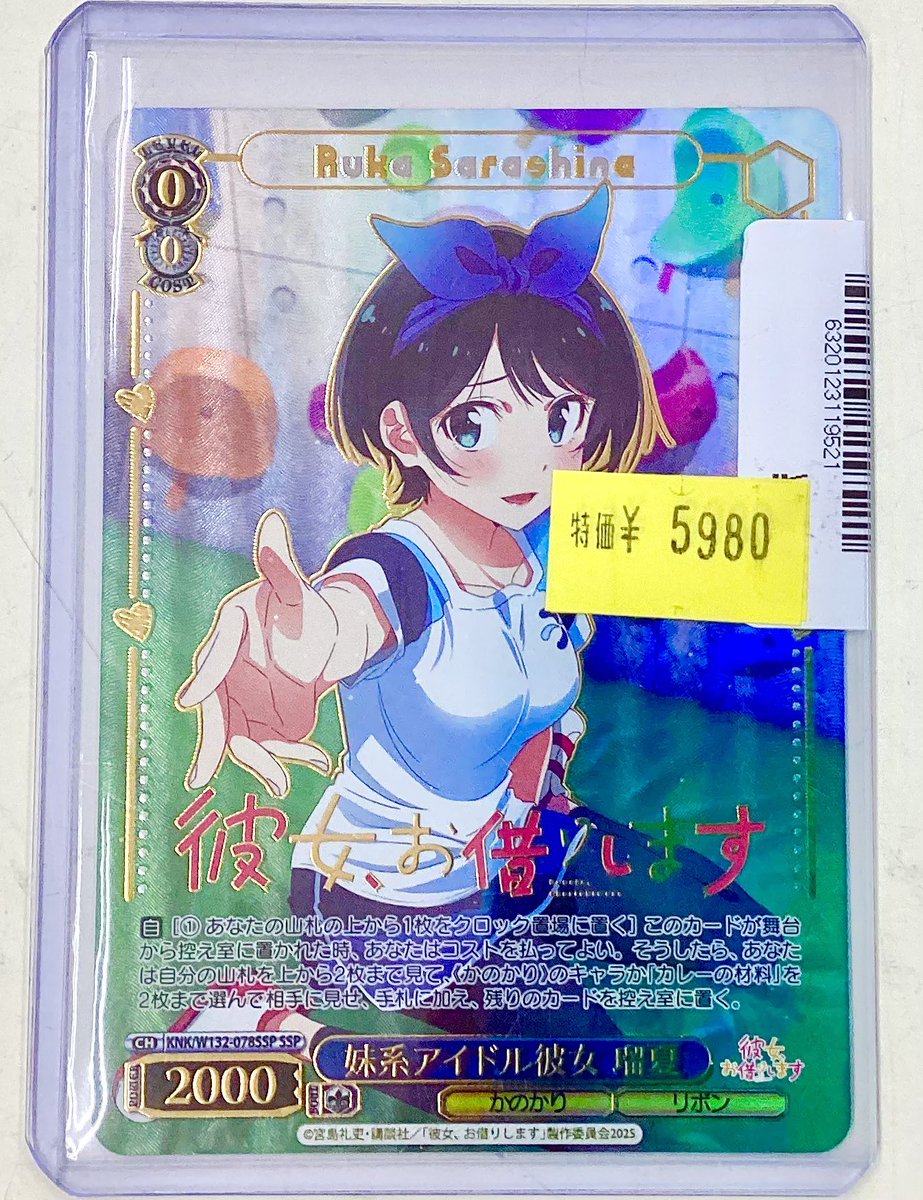 LEVEL
0
0
COST
Ruka Sarashina
6320123119521
特価¥ 5980
彼女、お借りします
自 [① あなたの山札の上から1枚をクロック置場に置く] このカードが舞台
から控え室に置かれた時、あなたはコストを払ってよい。そうしたら、あなた
は自分の山札を上から2枚まで見て、《かのかり》のキャラか「カレーの材料」を
2枚まで選んで相手に見せ、手札に加え、残りのカードを控え室に置く。
CH KNK/W132-078SSP SSP
妹系アイドル彼女 瑠夏
彼女
お借りします
POWER
2000
SOUL
かのかり
リボン
©宮島礼吏・講談社/「彼女、お借りします」製作委員会2025